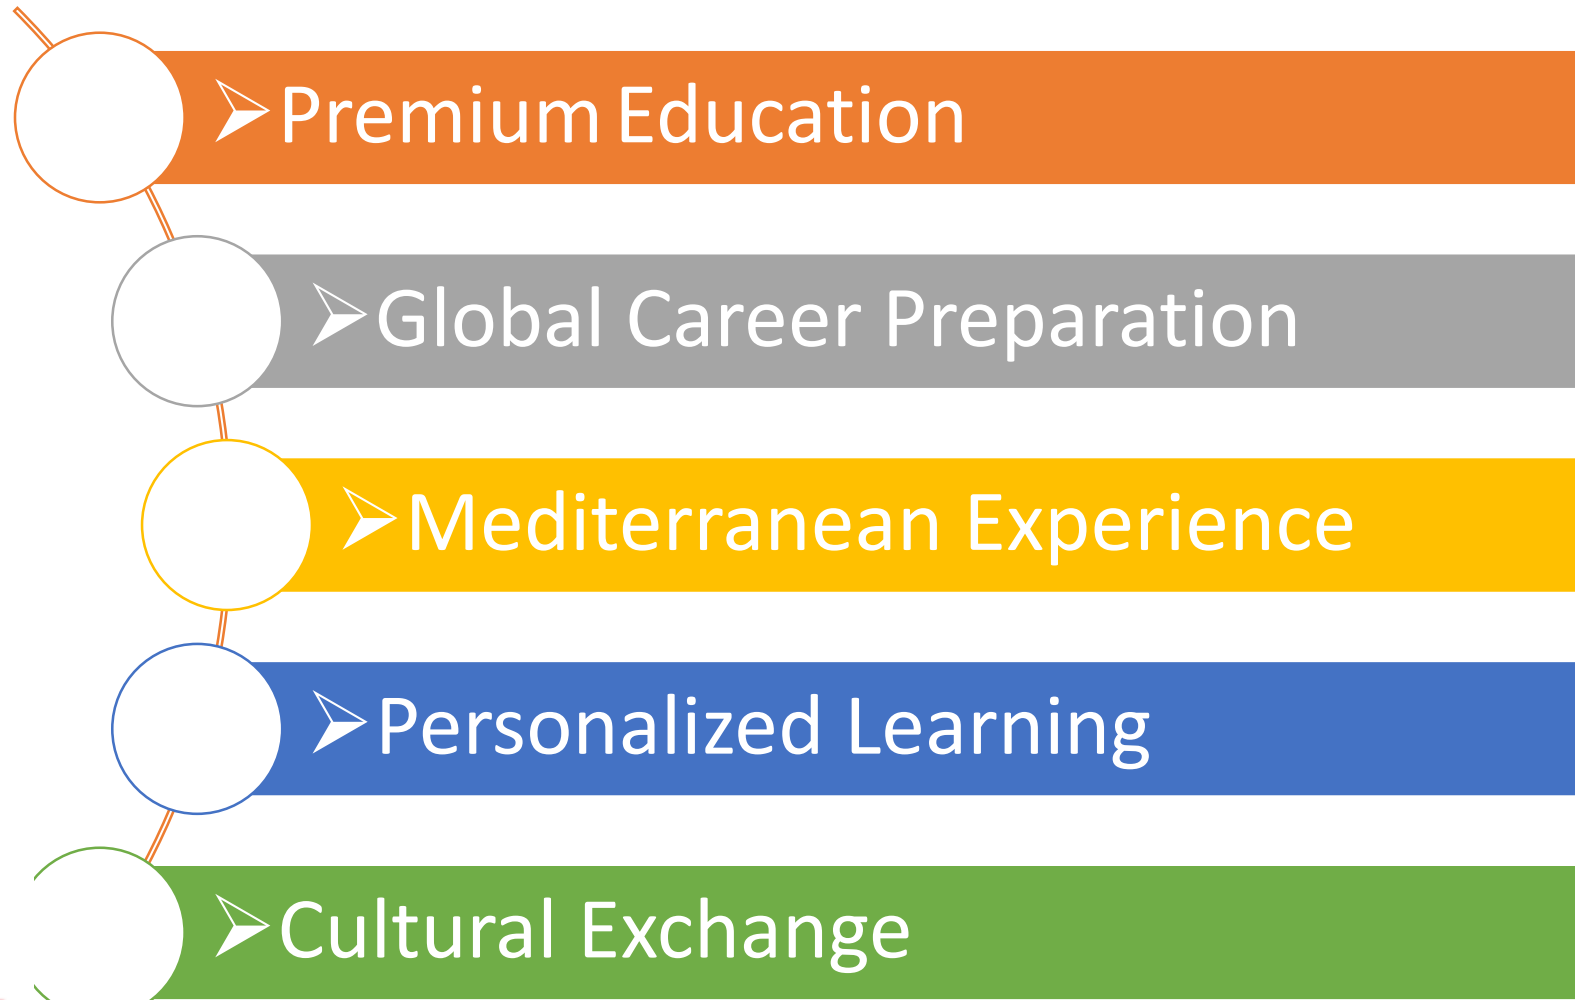 ➢Premium Education
➢Global Career Preparation
➢Mediterranean Experience
➢Personalized Learning
➢Cultural Exchange